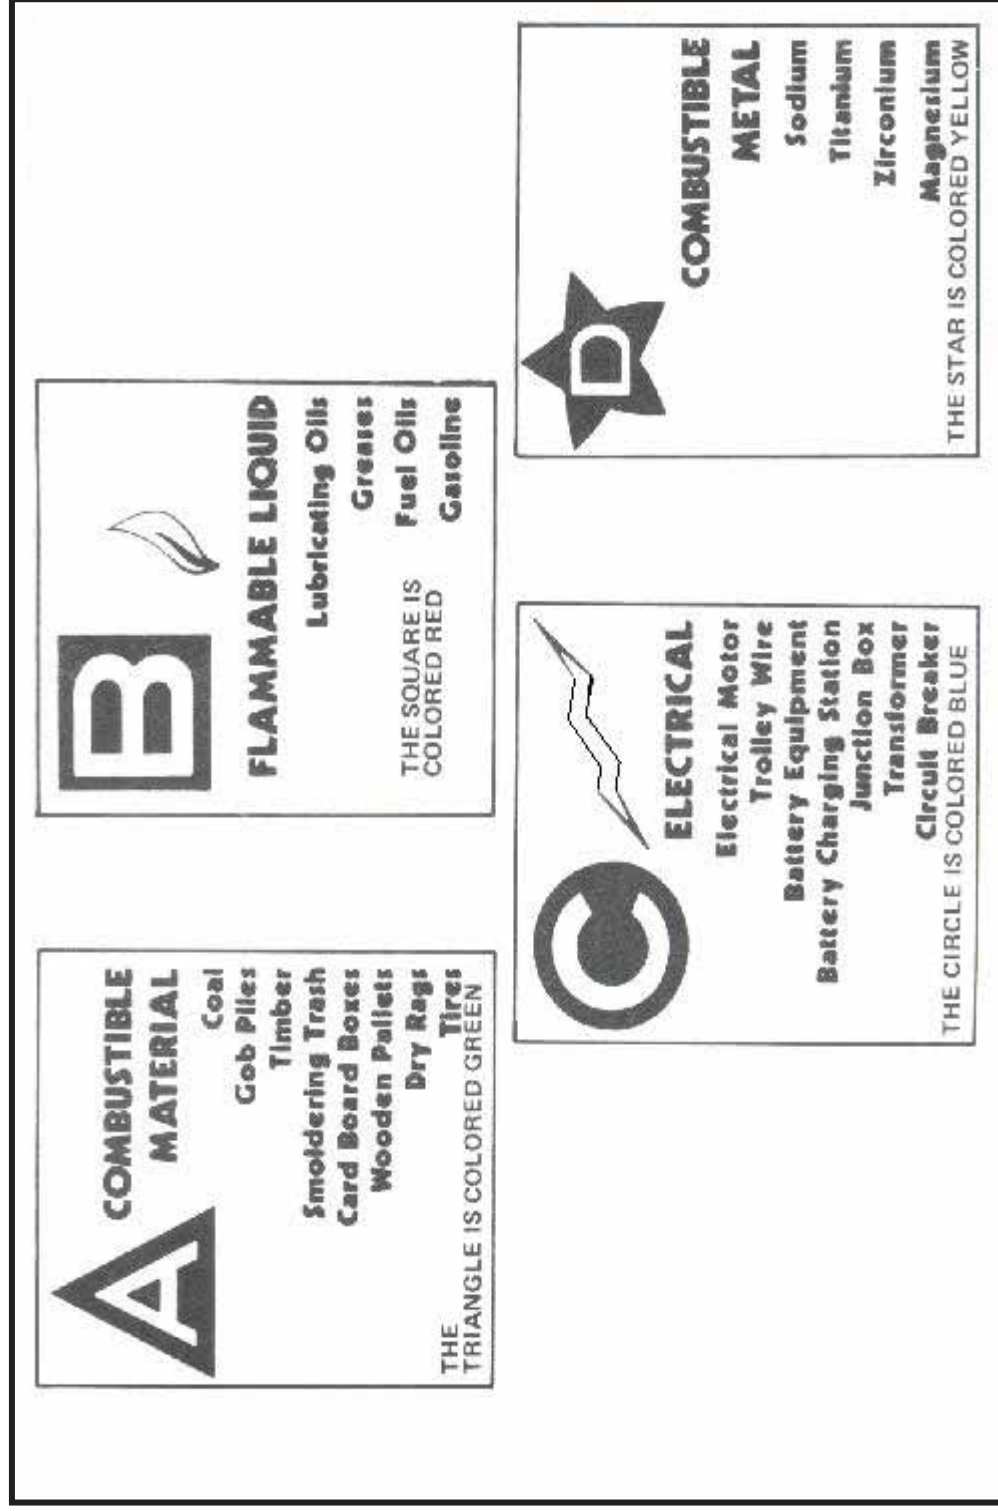 A
COMBUSTIBLE
MATERIAL
Coal
Gob Piles
Timber
Smoldering Trash
Card Board Boxes
Wooden Pallets
Dry Rags
Tires
THE
TRIANGLE IS COLORED GREEN
B
FLAMMABLE LIQUID
Lubricating Oils
Greases
Fuel Oils
Gasoline
THE SQUARE IS
COLORED RED
C
ELECTRICAL
Electrical Motor
Trolley Wire
Battery Equipment
Battery Charging Station
Junction Box
Transformer
Circuit Breaker
THE CIRCLE IS COLORED BLUE
D
COMBUSTIBLE
METAL
Sodium
Titanium
Zirconium
Magnesium
THE STAR IS COLORED YELLOW